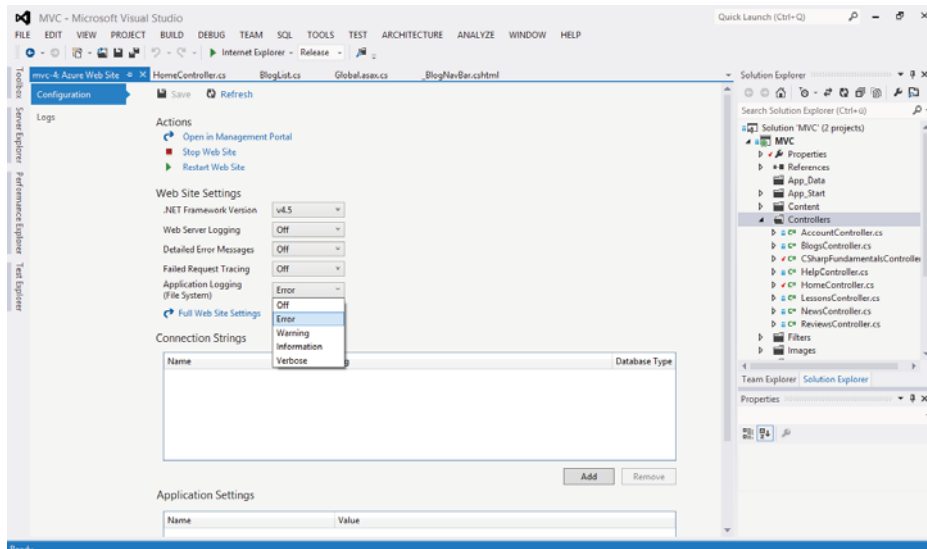 MVC - Microsoft Visual Studio
Quick Launch (Ctrl+Q)
FILE EDIT VIEW PROJECT BUILD DEBUG TEAM SQL TOOLS TEST ARCHITECTURE ANALYZE WINDOW HELP
Internet Explorer - Release
mvc-4: Azure Web Site HomeController.cs BlogList.cs Global.asax.cs _BlogNavBar.cshtml
Toolbox
Server Explorer
Performance Explorer
Test Explorer
Configuration
Logs
Save Refresh
Actions
Open in Management Portal
Stop Web Site
Restart Web Site
Web Site Settings
.NET Framework Version v4.5
Web Server Logging Off
Detailed Error Messages Off
Failed Request Tracing Off
Application Logging
(File System) Error
Off
Error
Warning
Information
Verbose
Full Web Site Settings
Connection Strings
Name Database Type
Add Remove
Application Settings
Name Value
Solution Explorer
Search Solution Explorer (Ctrl+ü)
Solution 'MVC' (2 projects)
MVC
Properties
References
App_Data
App_Start
Content
Controllers
AccountController.cs
BlogsController.cs
CSharpFundamentalsController
HelpController.cs
HomeController.cs
LessonsController.cs
NewsController.cs
ReviewsController.cs
Filters
Images
Team Explorer Solution Explorer
Properties